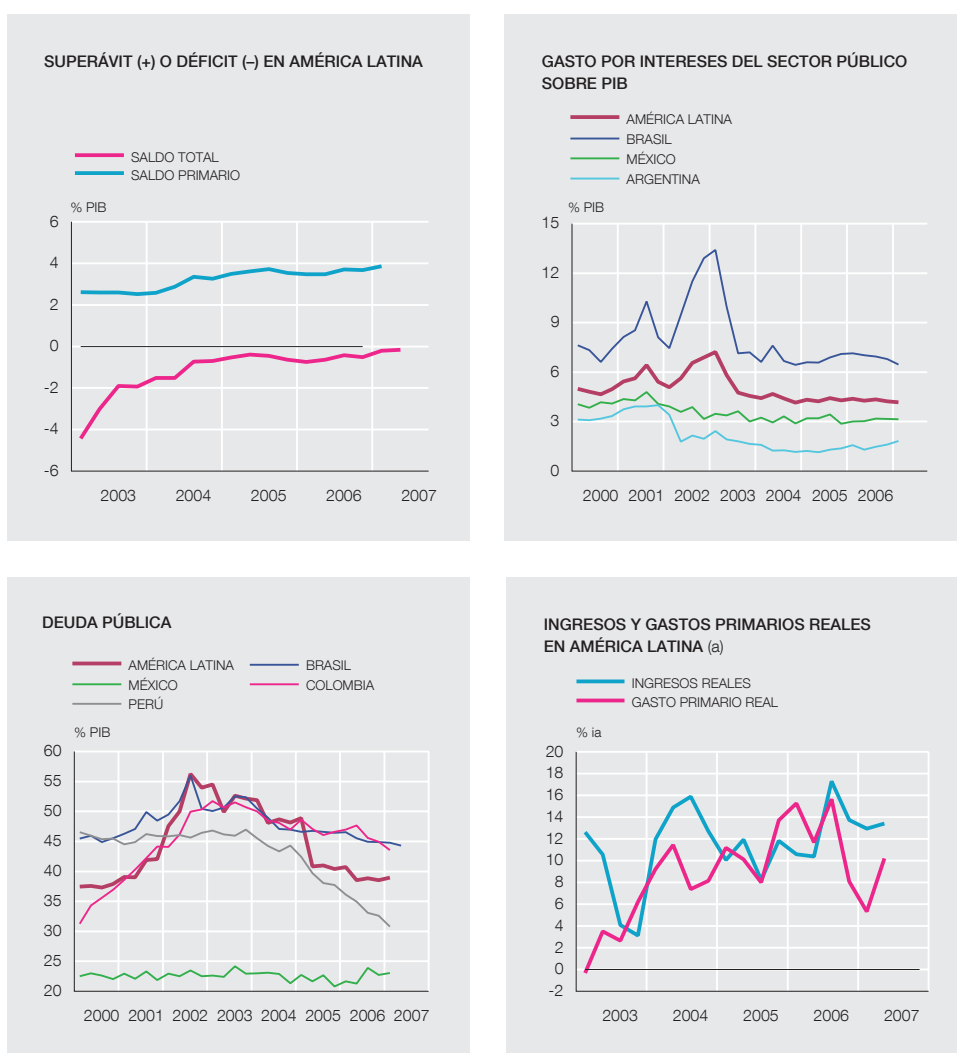 SUPERÁVIT (+) O DÉFICIT (–) EN AMÉRICA LATINA
SALDO TOTAL
SALDO PRIMARIO
% PIB
6
4
2
0
-2
-4
-6
2003 2004 2005 2006 2007
GASTO POR INTERESES DEL SECTOR PÚBLICO
SOBRE PIB
AMÉRICA LATINA
BRASIL
MÉXICO
ARGENTINA
% PIB
15
12
9
6
3
0
2000 2001 2002 2003 2004 2005 2006
DEUDA PÚBLICA
AMÉRICA LATINA BRASIL
MÉXICO COLOMBIA
PERÚ
% PIB
60
55
50
45
40
35
30
25
20
2000 2001 2002 2003 2004 2005 2006 2007
INGRESOS Y GASTOS PRIMARIOS REALES
EN AMÉRICA LATINA (a)
INGRESOS REALES
GASTO PRIMARIO REAL
% ia
20
18
16
14
12
10
8
6
4
2
0
-2
2003 2004 2005 2006 2007